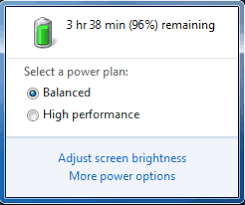 3 hr 38 min (96%) remaining
Select a power plan:
Balanced
High performance
Adjust screen brightness
More power options